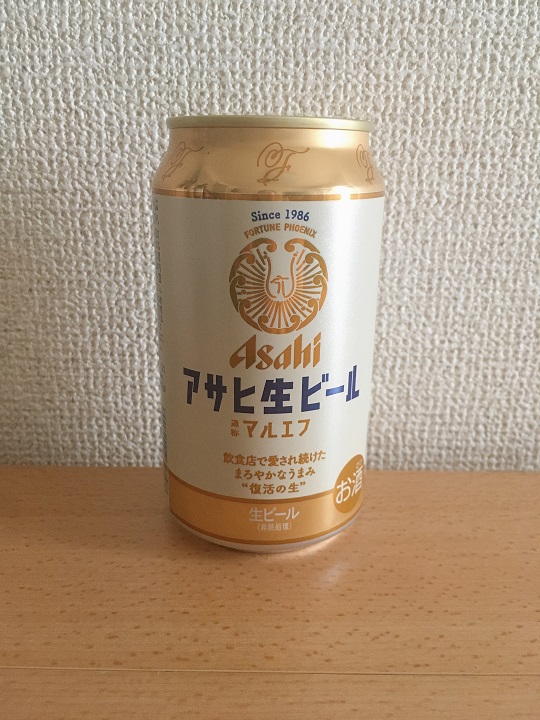 Since 1986
FORTUNE PHOENIX
Asahi
アサヒ生ビール
通称 マルエフ
飲食店で愛され続けた
まろやかなうまみ
“復活の生”
お酒
生ビール
(非熱処理)